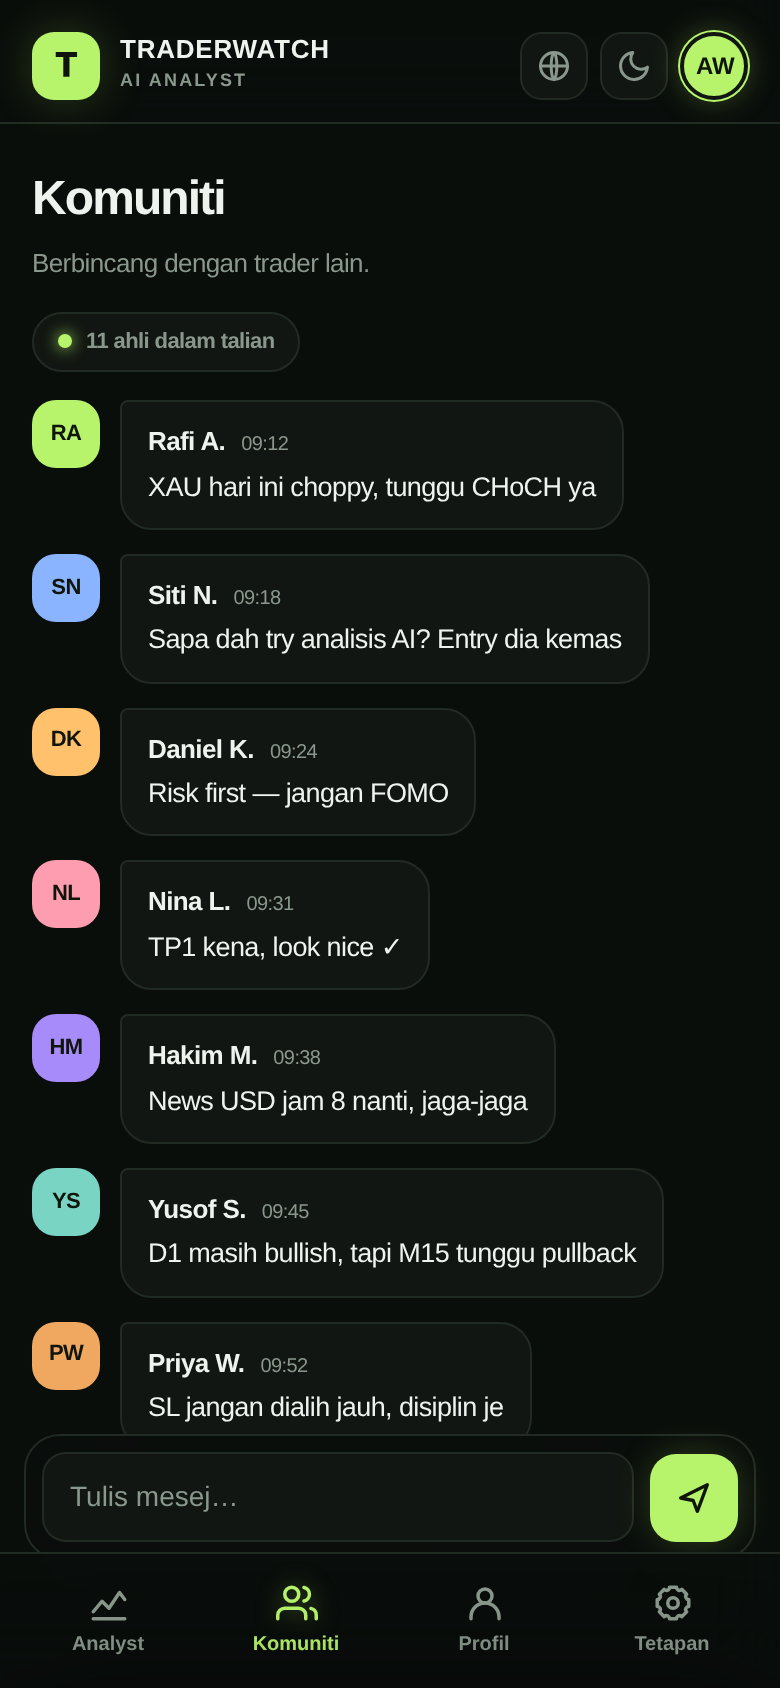 T
TRADERWATCH
AI ANALYST
AW
Komuniti
Berbincang dengan trader lain.
11 ahli dalam talian
RA
Rafi A. 09:12
XAU hari ini choppy, tunggu CHoCH ya
SN
Siti N. 09:18
Sapa dah try analisis AI? Entry dia kemas
DK
Daniel K. 09:24
Risk first — jangan FOMO
NL
Nina L. 09:31
TP1 kena, look nice ✓
HM
Hakim M. 09:38
News USD jam 8 nanti, jaga-jaga
YS
Yusof S. 09:45
D1 masih bullish, tapi M15 tunggu pullback
PW
Priya W. 09:52
SL jangan dialih jauh, disiplin je
Tulis mesej…
Analyst
Komuniti
Profil
Tetapan